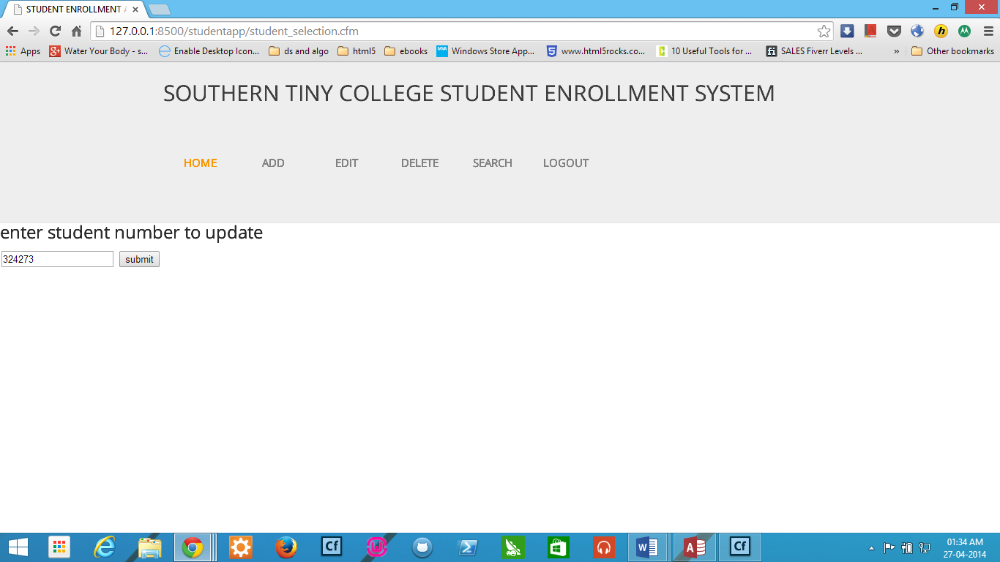 STUDENT ENROLLMENT A
127.0.0.1:8500/studentapp/student_selection.cfm
Apps Water Your Body - s... Enable Desktop Icon... ds and algo html5 ebooks Windows Store App... www.html5rocks.co... 10 Useful Tools for ... SALES Fiverr Levels ... » Other bookmarks
SOUTHERN TINY COLLEGE STUDENT ENROLLMENT SYSTEM
HOME ADD EDIT DELETE SEARCH LOGOUT
enter student number to update
324273 submit
01:34 AM
27-04-2014